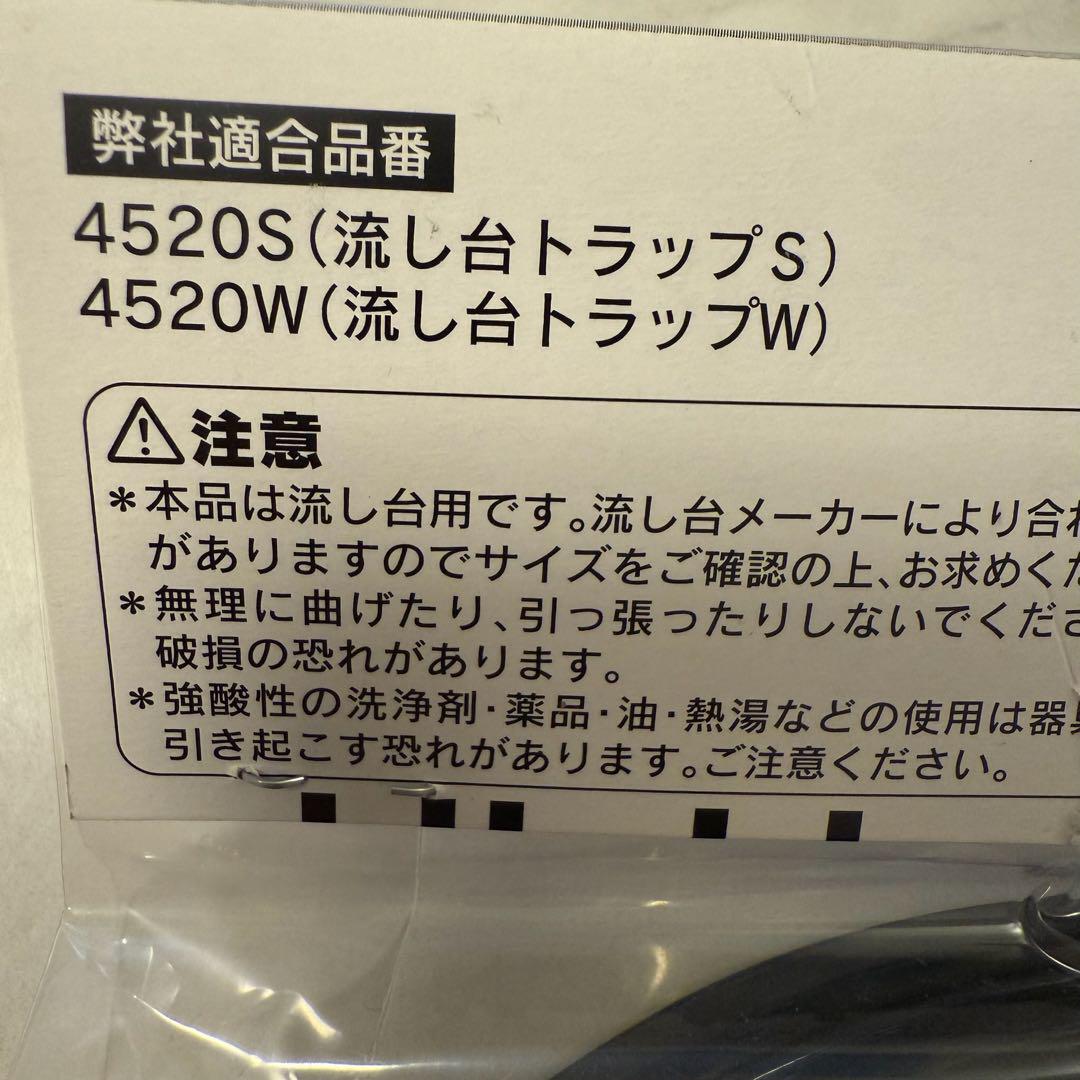 弊社適合品番
4520S(流し台トラップS)
4520W(流し台トラップW)
注意
*本品は流し台用です。流し台メーカーにより合わ
がありますのでサイズをご確認の上、お求めくだ
*無理に曲げたり、引っ張ったりしないでくださ
破損の恐れがあります。
*強酸性の洗浄剤・薬品・油・熱湯などの使用は器具
引き起こす恐れがあります。ご注意ください。